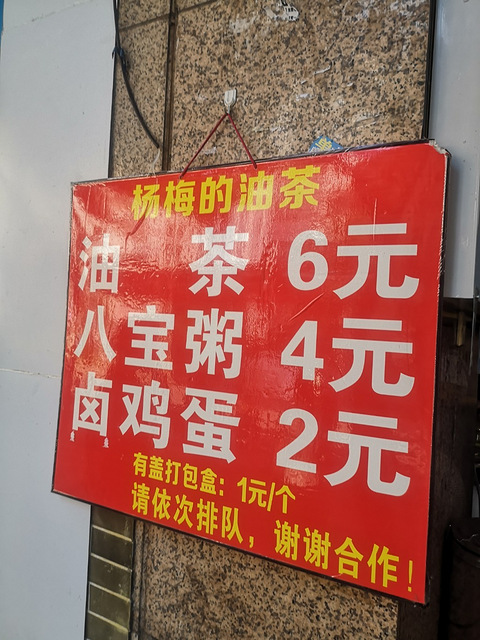 杨梅的油茶
油 茶 6元
八宝粥 4元
卤鸡蛋 2元
有盖打包盒：1元/个
请依次排队，谢谢合作！